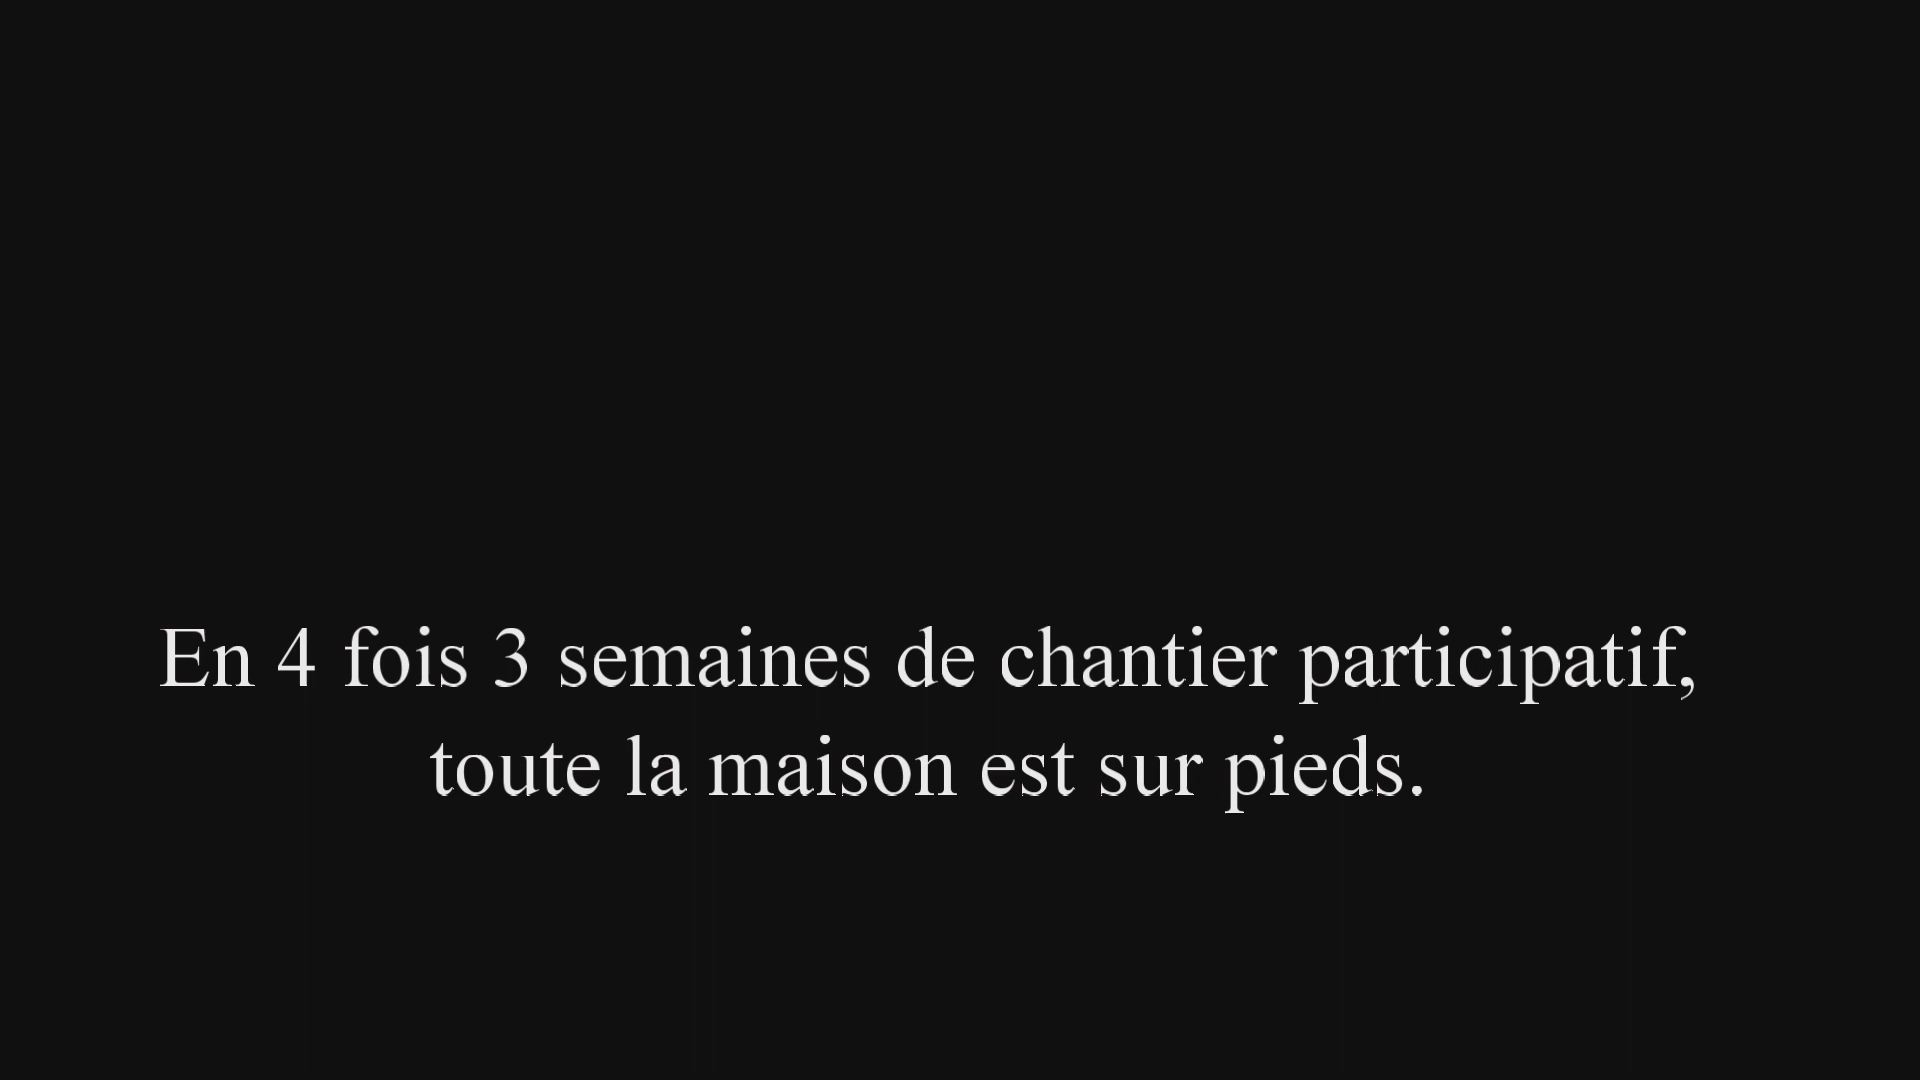 En 4 fois 3 semaines de chantier participatif,
toute la maison est sur pieds.